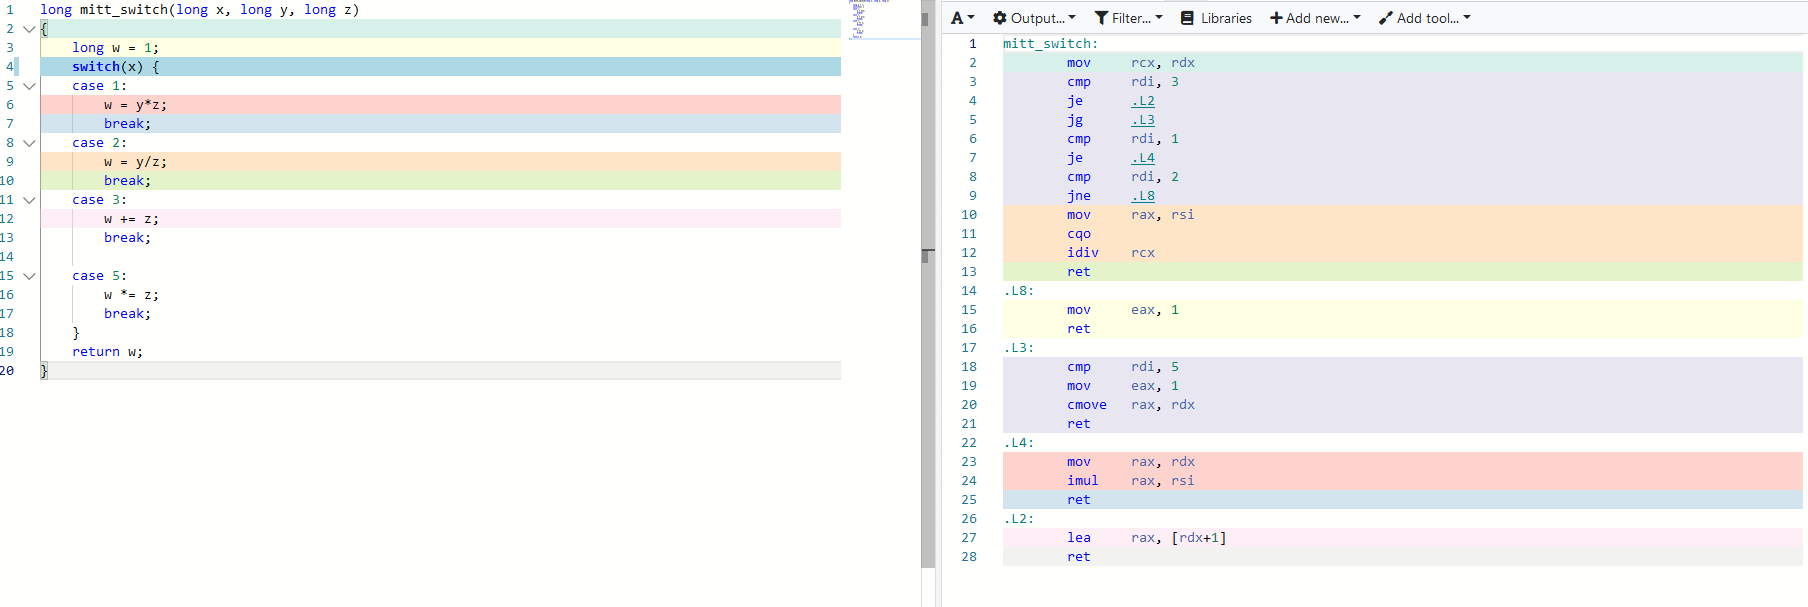 1 long mitt_switch(long x, long y, long z)
2 {
3     long w = 1;
4     switch(x) {
5     case 1:
6         w = y*z;
7         break;
8     case 2:
9         w = y/z;
10         break;
11     case 3:
12         w += z;
13         break;
14
15     case 5:
16         w *= z;
17         break;
18     }
19     return w;
20 }
A Output... Filter... Libraries Add new... Add tool...
1 mitt_switch:
2         mov     rcx, rdx
3         cmp     rdi, 3
4         je      .L2
5         jg      .L3
6         cmp     rdi, 1
7         je      .L4
8         cmp     rdi, 2
9         jne     .L8
10         mov     rax, rsi
11         cqo
12         idiv    rcx
13         ret
14 .L8:
15         mov     eax, 1
16         ret
17 .L3:
18         cmp     rdi, 5
19         mov     eax, 1
20         cmove   rax, rdx
21         ret
22 .L4:
23         mov     rax, rdx
24         imul    rax, rsi
25         ret
26 .L2:
27         lea     rax, [rdx+1]
28         ret